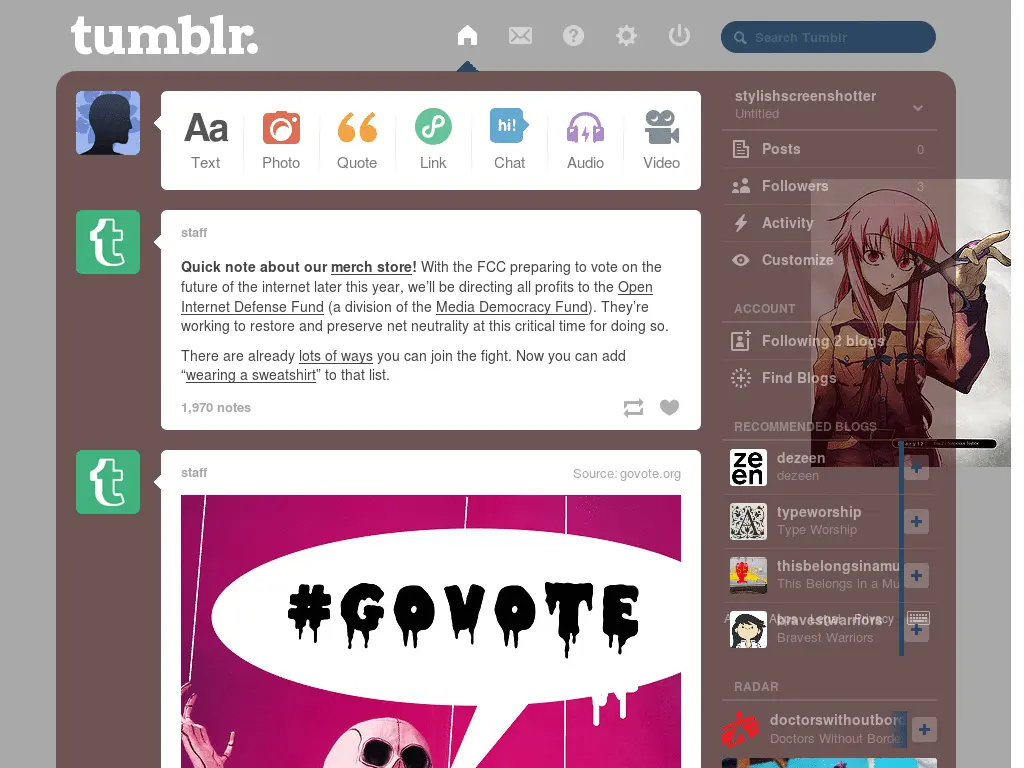 tumblr.
Search Tumblr
Aa
hi!
Text
Photo
Quote
Link
Chat
Audio
Video
staff
Quick note about our merch store! With the FCC preparing to vote on the
future of the internet later this year, we’ll be directing all profits to the Open
Internet Defense Fund (a division of the Media Democracy Fund). They’re
working to restore and preserve net neutrality at this critical time for doing so.
There are already lots of ways you can join the fight. Now you can add
“wearing a sweatshirt” to that list.
1,970 notes
staff
Source: govote.org
#GOVOTE
stylishscreenshotter
Untitled
Posts 0
Followers 3
Activity
Customize
ACCOUNT
Following 2 blogs
Find Blogs
RECOMMENDED BLOGS
ze
en
dezeen
dezeen
A
typeworship
Type Worship
thisbelongsinamu
This Belongs in a Mu
bravestwarriors
Apps Legal Privacy
Bravest Warriors
RADAR
doctorswithoutbord
Doctors Without Borde